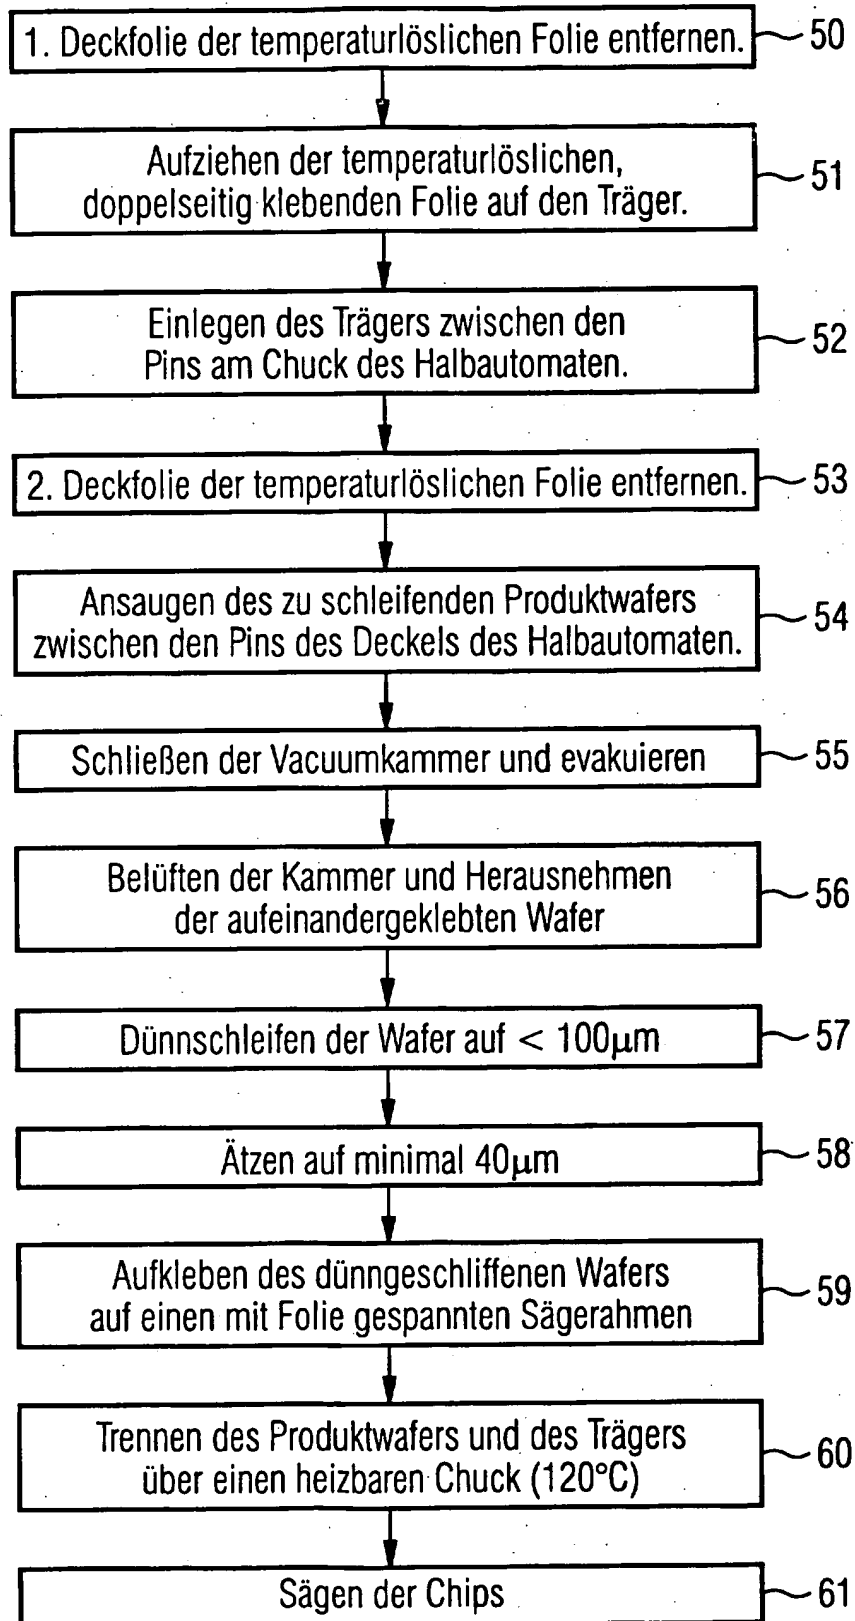 1. Deckfolie der temperaturlöslichen Folie entfernen.
50
Aufziehen der temperaturlöslichen,
doppelseitig klebenden Folie auf den Träger.
51
Einlegen des Trägers zwischen den
Pins am Chuck des Halbautomaten.
52
2. Deckfolie der temperaturlöslichen Folie entfernen.
53
Ansaugen des zu schleifenden Produktwafers
zwischen den Pins des Deckels des Halbautomaten.
54
Schließen der Vacuumkammer und evakuieren
55
Belüften der Kammer und Herausnehmen
der aufeinandergeklebten Wafer
56
Dünnschleifen der Wafer auf < 100µm
57
Ätzen auf minimal 40µm
58
Aufkleben des dünngeschliffenen Wafers
auf einen mit Folie gespannten Sägerahmen
59
Trennen des Produktwafers und des Trägers
über einen heizbaren Chuck (120°C)
60
Sägen der Chips
61